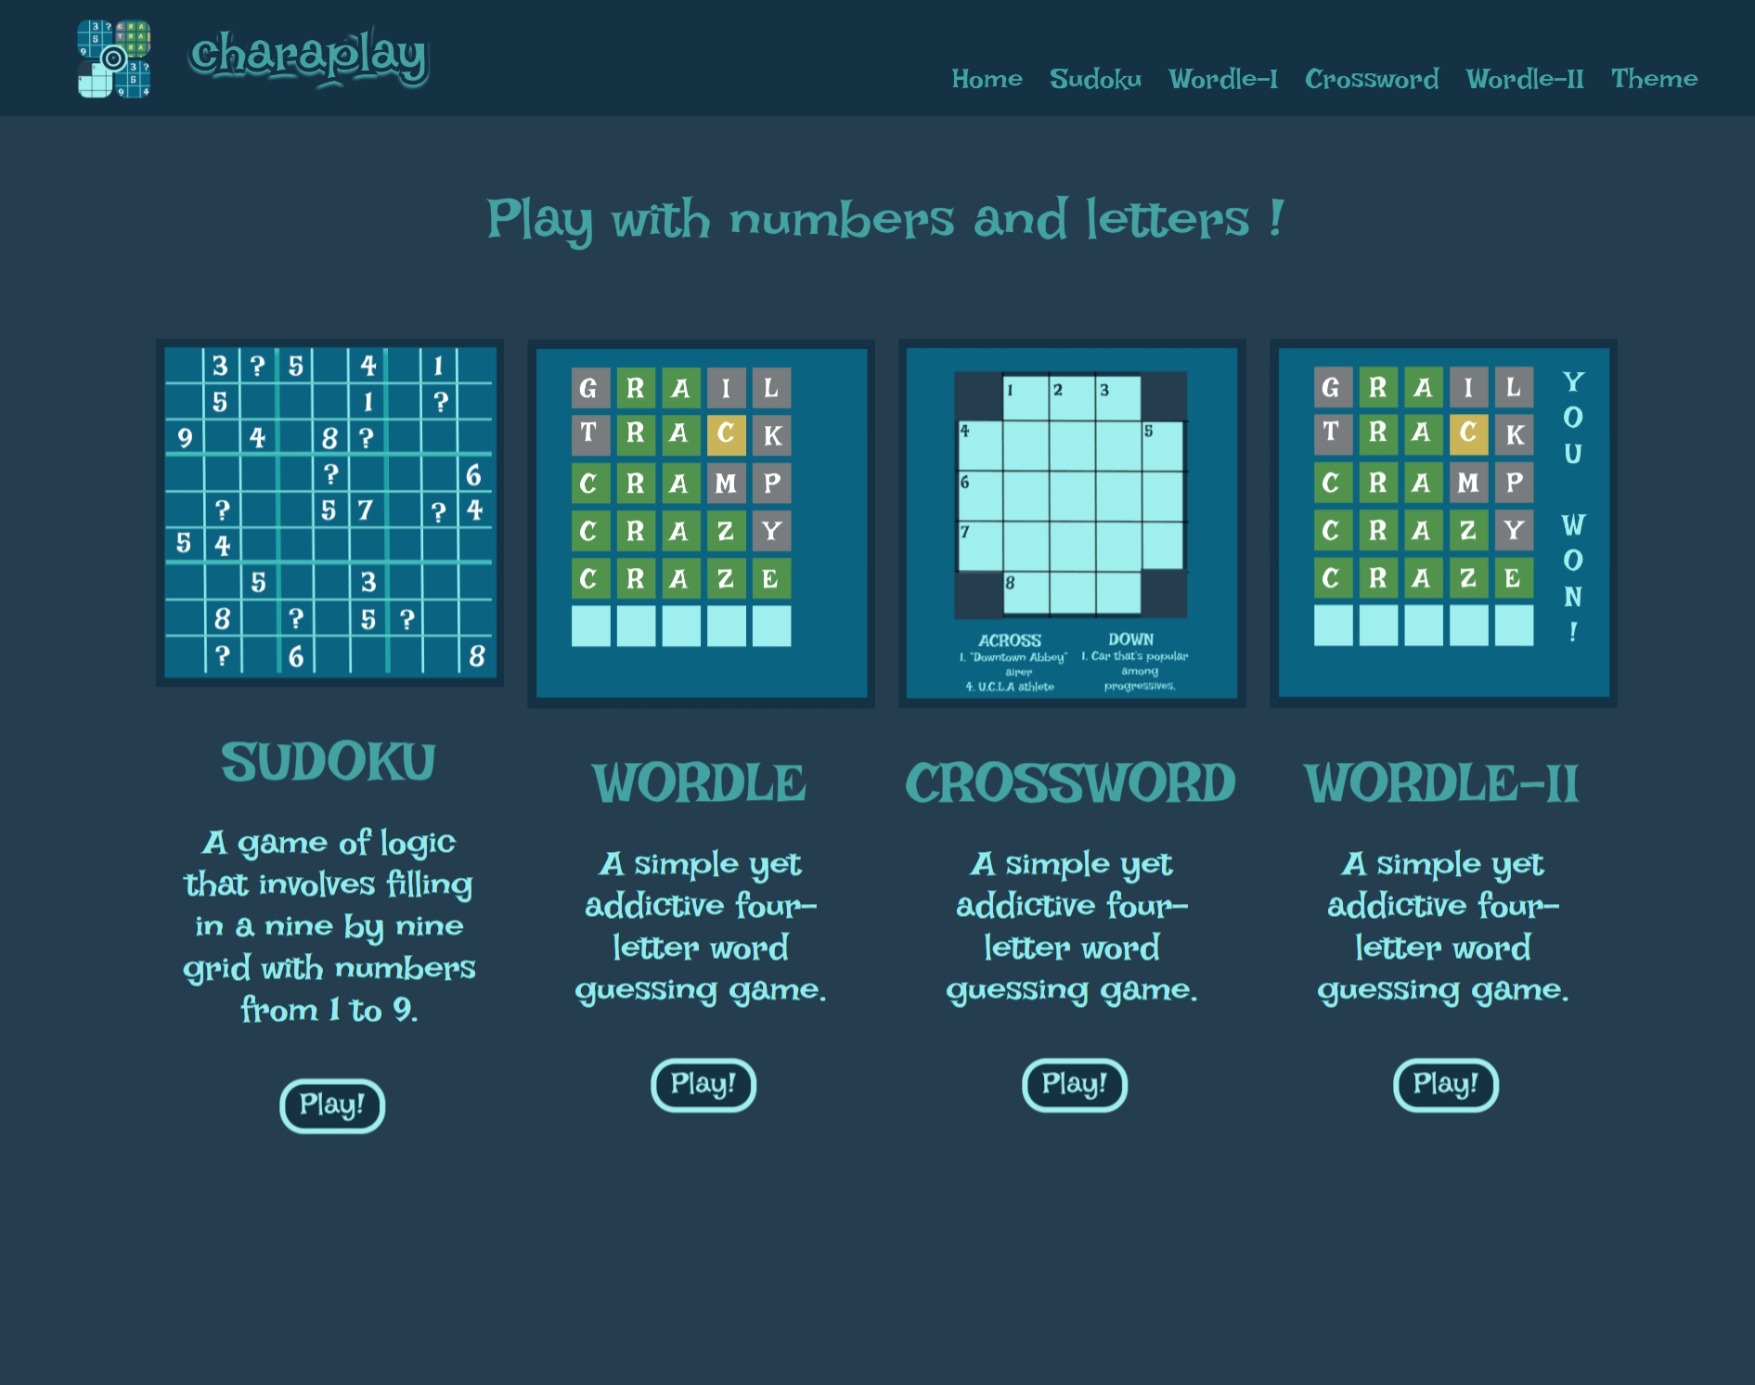 charaplay
Home Sudoku Wordle-I Crossword Wordle-II Theme
Play with numbers and letters !
3 ? 5 4 1
5 1 ?
9 4 8 ?
? 6
? 5 7 ? 4
5 4
5 3
8 ? 5 ?
? 6 8
SUDOKU
A game of logic
that involves filling
in a nine by nine
grid with numbers
from 1 to 9.
Play!
G R A I L
T R A C K
C R A M P
C R A Z Y
C R A Z E
WORDLE
A simple yet
addictive four-
letter word
guessing game.
Play!
1 2 3
4 5
6
7
8
ACROSS
1. "Downtown Abbey"
airer
4. U.C.L.A athlete
DOWN
1. Car that's popular
among
progressives.
CROSSWORD
A simple yet
addictive four-
letter word
guessing game.
Play!
G R A I L
T R A C K
C R A M P
C R A Z Y
C R A Z E
YOU WON!
WORDLE-II
A simple yet
addictive four-
letter word
guessing game.
Play!